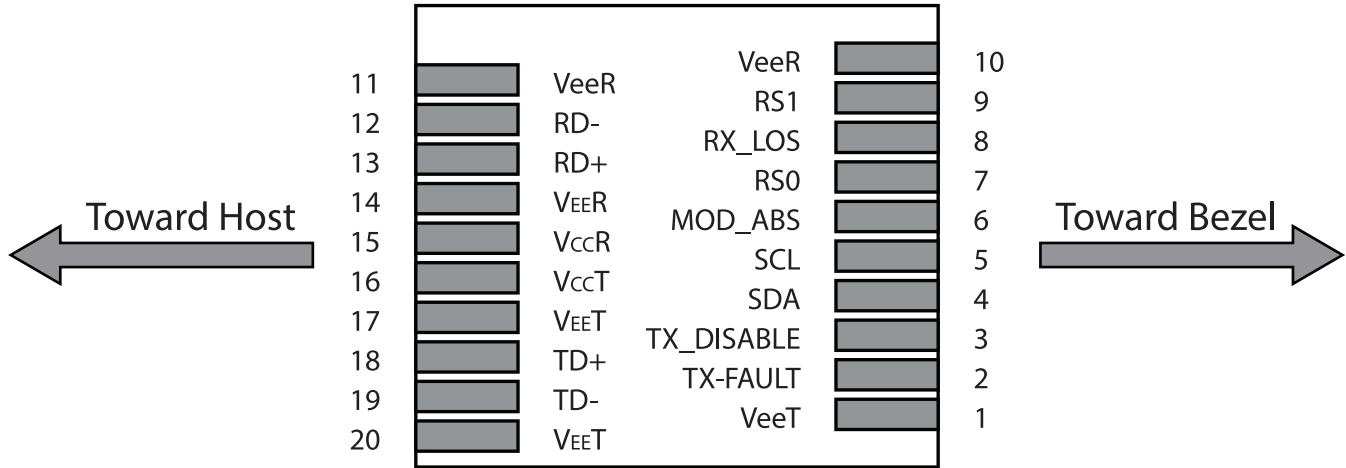 VeeR 10
11 VeeR
RS1 9
12 RD-
RX_LOS 8
13 RD+
RS0 7
14 VEER
MOD_ABS 6
Toward Host
Toward Bezel
15 VCCR
SCL 5
16 VCCT
SDA 4
17 VEET
TX_DISABLE 3
18 TD+
TX-FAULT 2
19 TD-
VeeT 1
20 VEET